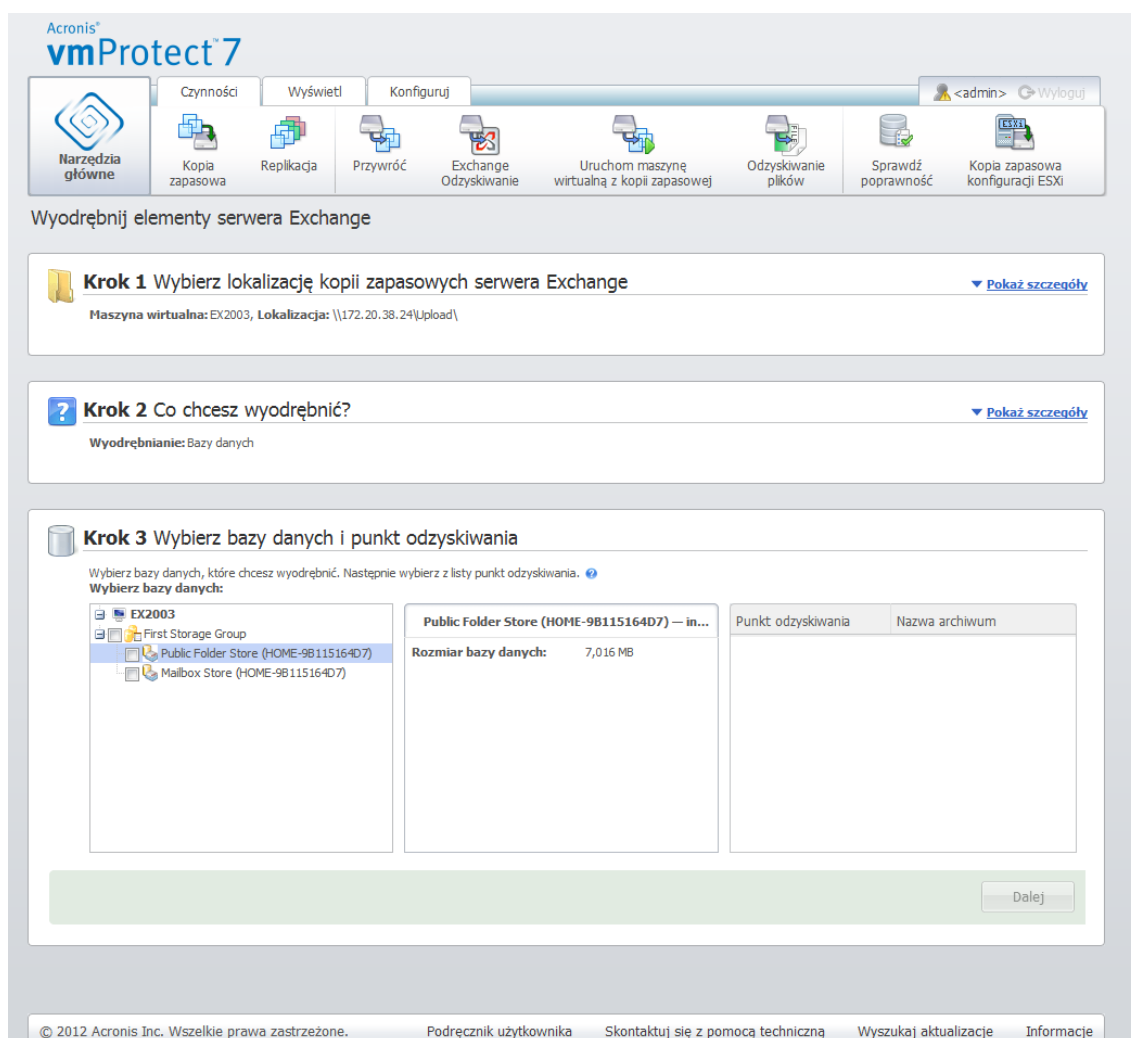 Acronis®
vmProtect™ 7
Czynności Wyświetl Konfiguruj <admin> Wyloguj
Narzędzia główne
Kopia zapasowa
Replikacja
Przywróć
Exchange Odzyskiwanie
Uruchom maszynę wirtualną z kopii zapasowej
Odzyskiwanie plików
Sprawdź poprawność
ESXi
Kopia zapasowa konfiguracji ESXi
Wyodrębnij elementy serwera Exchange
Krok 1 Wybierz lokalizację kopii zapasowych serwera Exchange
Pokaż szczegóły
Maszyna wirtualna: EX2003, Lokalizacja: \\172.20.38.24\Upload\
Krok 2 Co chcesz wyodrębnić?
Pokaż szczegóły
Wyodrębnianie: Bazy danych
Krok 3 Wybierz bazy danych i punkt odzyskiwania
Wybierz bazy danych, które chcesz wyodrębnić. Następnie wybierz z listy punkt odzyskiwania.
Wybierz bazy danych:
EX2003
First Storage Group
Public Folder Store (HOME-9B115164D7)
Mailbox Store (HOME-9B115164D7)
Public Folder Store (HOME-9B115164D7) — in...
Rozmiar bazy danych: 7,016 MB
Punkt odzyskiwania Nazwa archiwum
Dalej
© 2012 Acronis Inc. Wszelkie prawa zastrzeżone. Podręcznik użytkownika Skontaktuj się z pomocą techniczną Wyszukaj aktualizacje Informacje